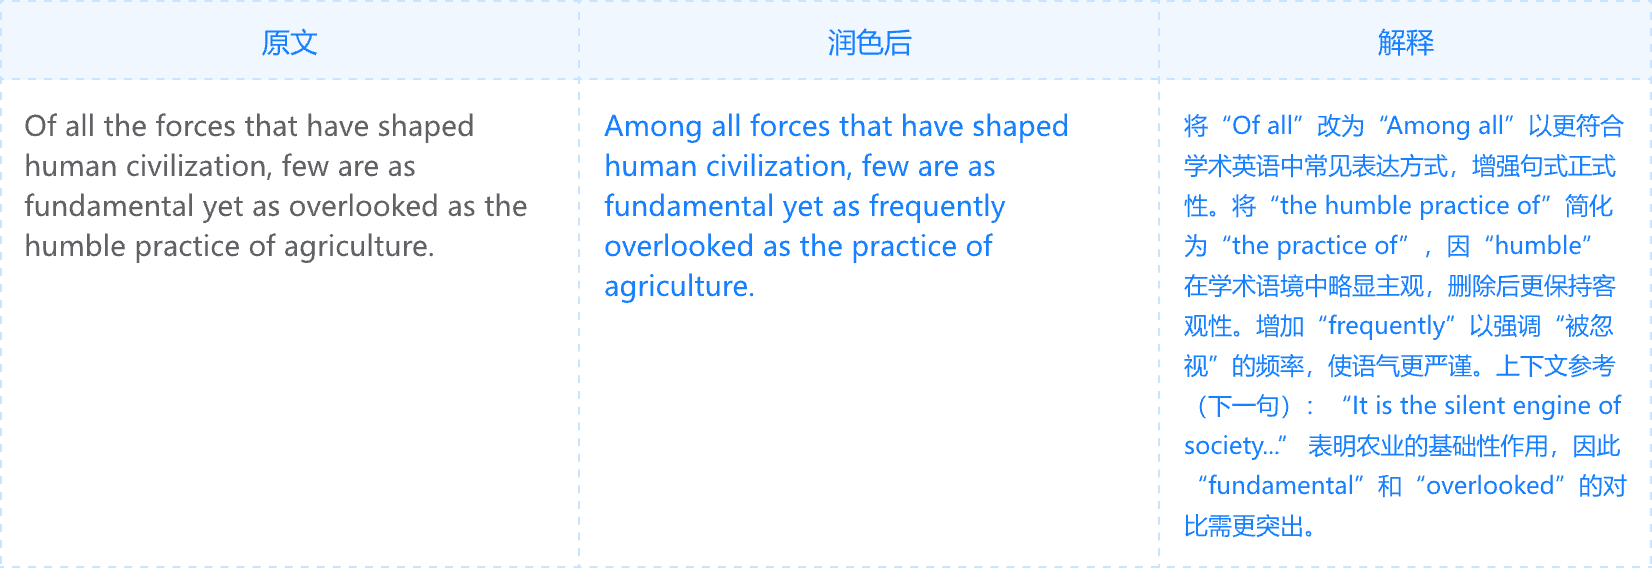 原文
润色后
解释
Of all the forces that have shaped
human civilization, few are as
fundamental yet as overlooked as the
humble practice of agriculture.
Among all forces that have shaped
human civilization, few are as
fundamental yet as frequently
overlooked as the practice of
agriculture.
将“Of all”改为“Among all”以更符合
学术英语中常见表达方式，增强句式正式
性。将“the humble practice of”简化
为“the practice of”，因“humble”
在学术语境中略显主观，删除后更保持客
观性。增加“frequently”以强调“被忽
视”的频率，使语气更严谨。上下文参考
（下一句）：“It is the silent engine of
society...” 表明农业的基础性作用，因此
“fundamental”和“overlooked”的对
比需更突出。